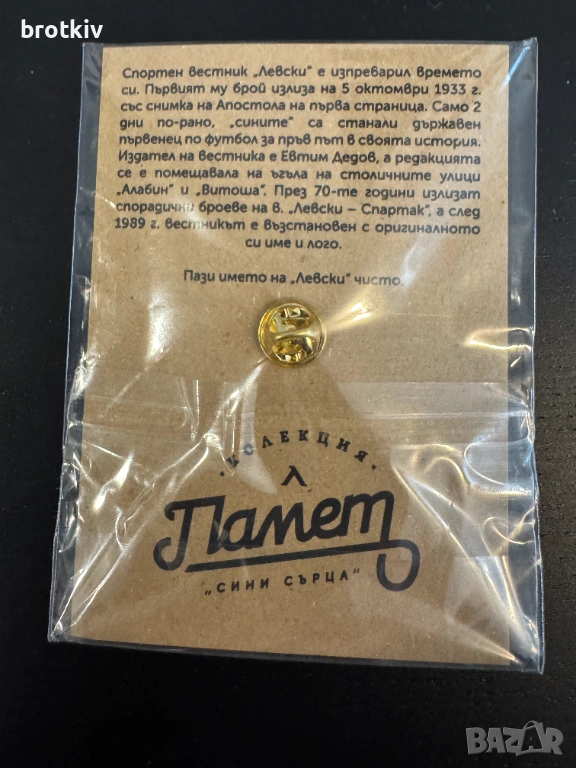 brotkiv
Спортен вестник „Левски“ е изпреварил времето
си. Първият му брой излиза на 5 октомври 1933 г.
със снимка на Апостола на първа страница. Само 2
дни по-рано, „сините“ са станали държавен
първенец по футбол за пръв път в своята история.
Издател на вестника е Евтим Дедов, а редакцията
се е помещавала на ъгъла на столичните улици
„Алабин“ и „Витоша“. През 70-те години излизат
спорадични броеве на в. „Левски – Спартак“, а след
1989 г. вестникът е възстановен с оригиналното
си име и лого.
Пази името на „Левски“ чисто.
· КОЛЕКЦИЯ ·
Л
Памет
„СИНИ СЪРЦА“
BAZAR